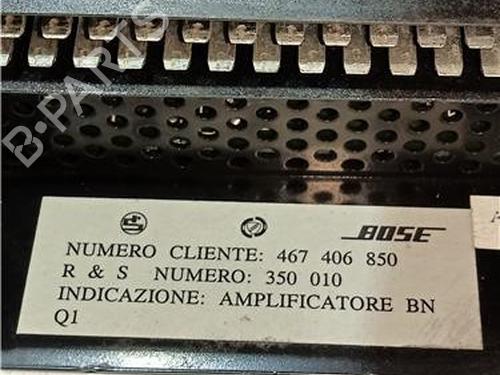 B-PARTS
BOSE
NUMERO CLIENTE: 467 406 850
R & S NUMERO: 350 010
INDICAZIONE: AMPLIFICATORE BN
Q1